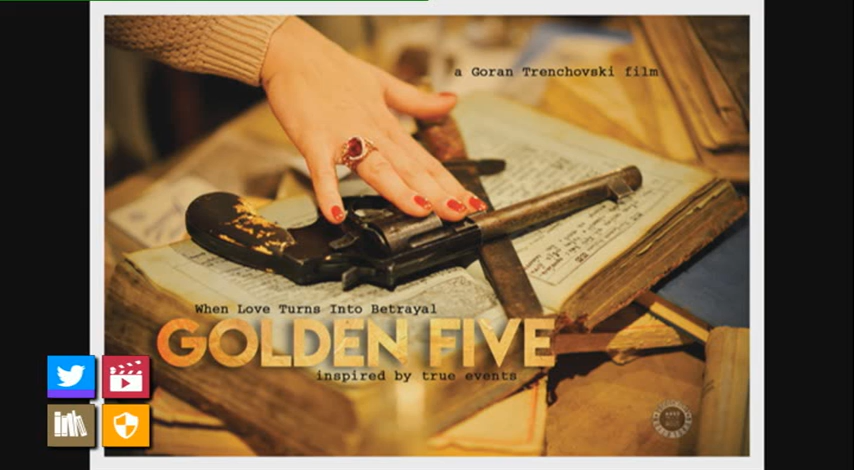 a Goran Trenchovski film
When Love Turns Into Betrayal
GOLDEN FIVE
inspired by true events